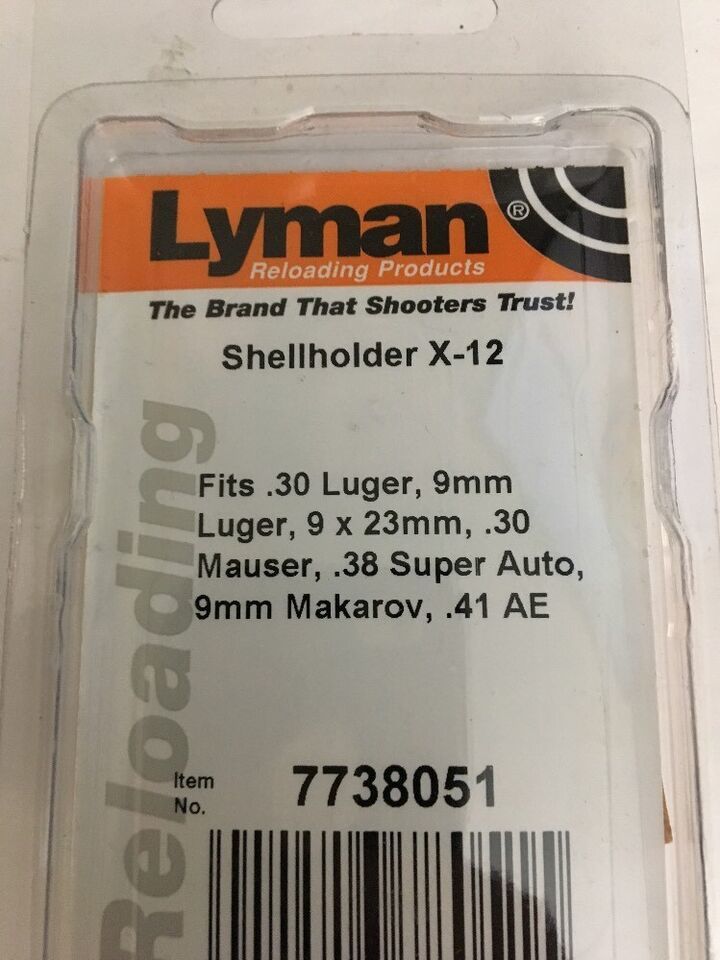 Lyman®
Reloading Products
The Brand That Shooters Trust!
Shellholder X-12
Fits .30 Luger, 9mm
Luger, 9 x 23mm, .30
Mauser, .38 Super Auto,
9mm Makarov, .41 AE
Reloading
Item
No.
7738051